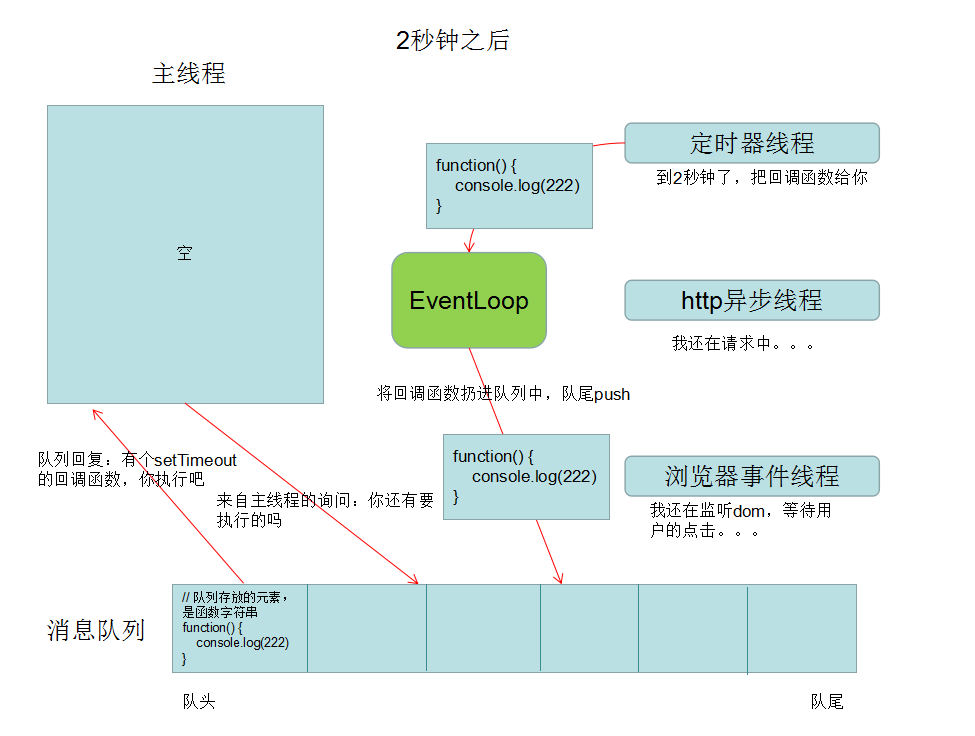 2秒钟之后
主线程
定时器线程
function() {
console.log(222)
}
到2秒钟了，把回调函数给你
空
EventLoop
http异步线程
我还在请求中。。。
将回调函数扔进队列中，队尾push
function() {
console.log(222)
}
队列回复：有个setTimeout
的回调函数，你执行吧
来自主线程的询问：你还有要
执行的吗
浏览器事件线程
我还在监听dom，等待用
户的点击。。。
消息队列
// 队列存放的元素，
是函数字符串
function() {
console.log(222)
}
队头
队尾